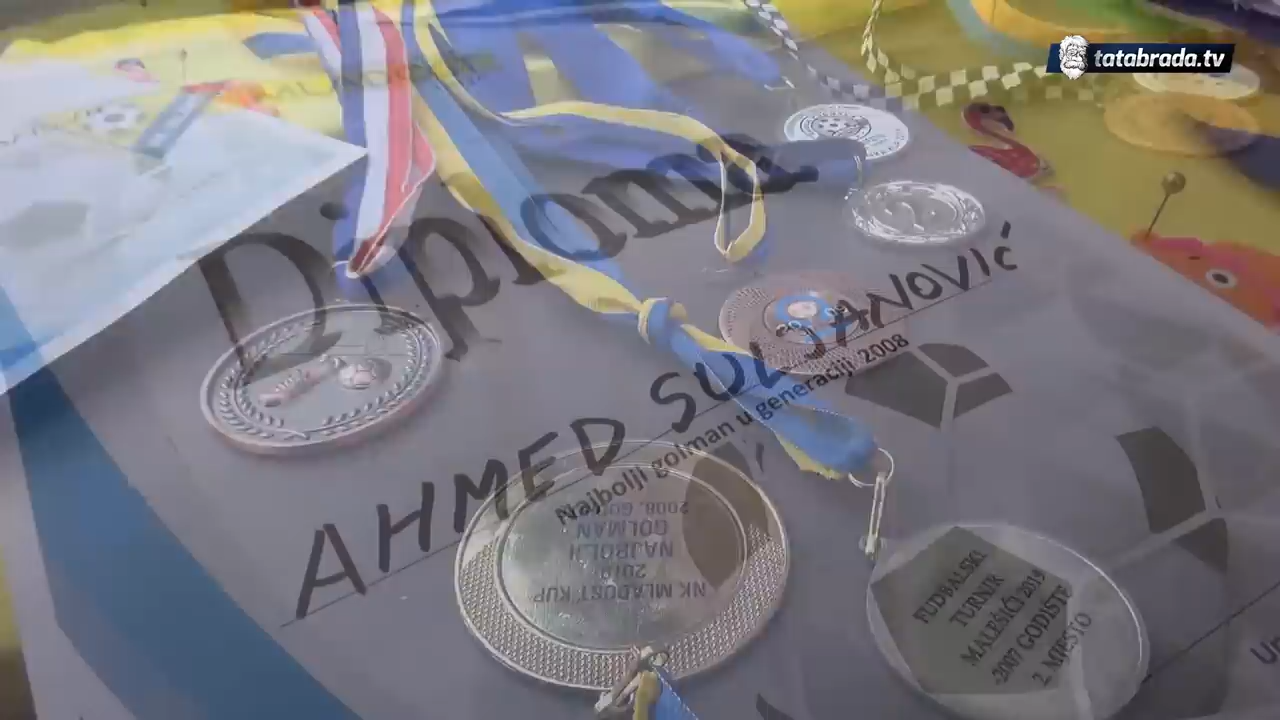 tatabrada.tv
Diploma
AHMED SULJANOVIĆ
Najbolji golman u generaciji 2008
NK MLADOST KUP
2019
NAJBOLJI
GOLMAN
2008. GOD
FUDBALSKI
TURNIR
MALEŠIĆI 2019
2007 GODIŠTE
2. MJESTO